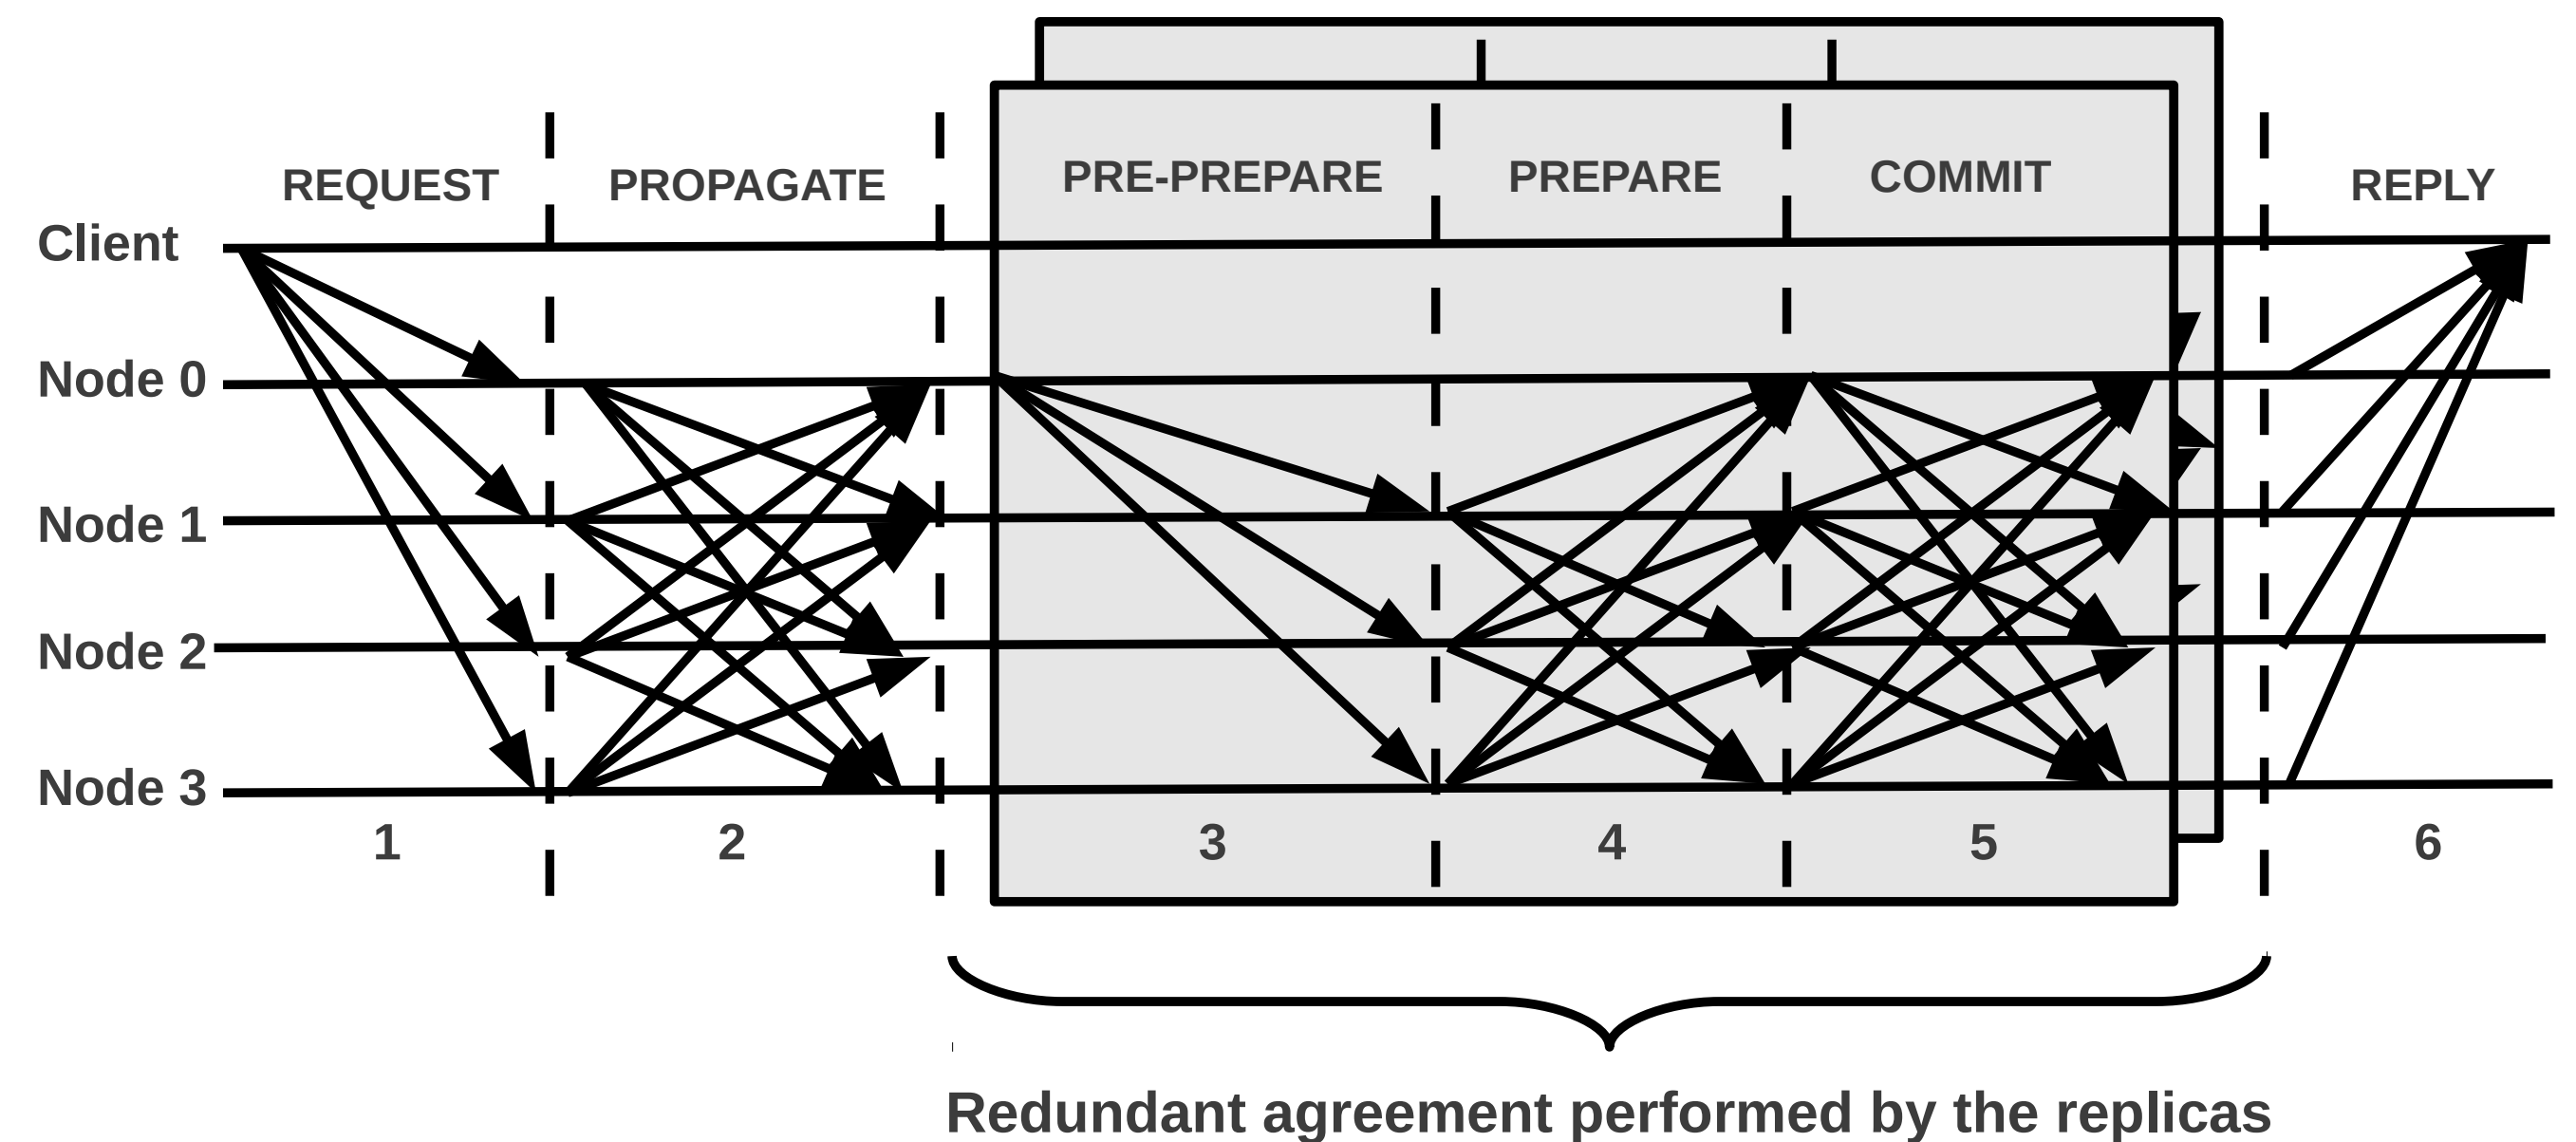 REQUEST PROPAGATE PRE-PREPARE PREPARE COMMIT REPLY
Client
Node 0
Node 1
Node 2
Node 3
1 2 3 4 5 6
Redundant agreement performed by the replicas